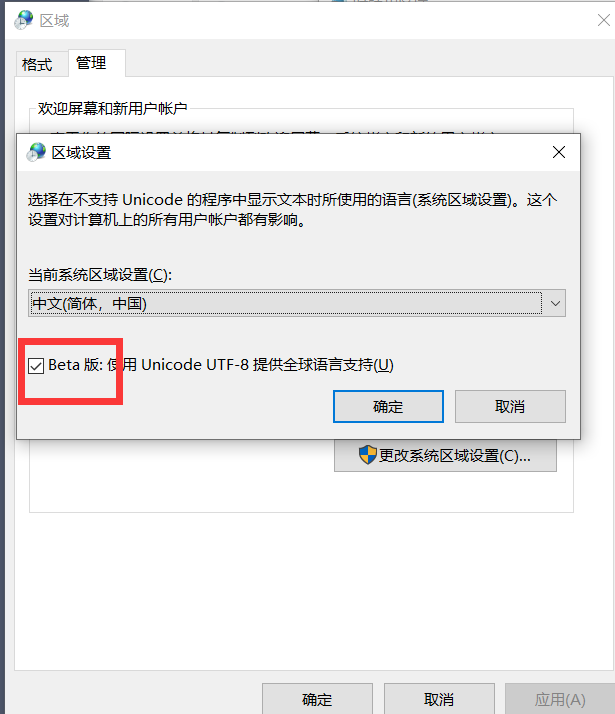 区域
格式
管理
欢迎屏幕和新用户帐户
区域设置
选择在不支持 Unicode 的程序中显示文本时所使用的语言(系统区域设置)。这个
设置对计算机上的所有用户帐户都有影响。
当前系统区域设置(C):
中文(简体，中国)
Beta 版: 使用 Unicode UTF-8 提供全球语言支持(U)
确定
取消
更改系统区域设置(C)...
确定
取消
应用(A)